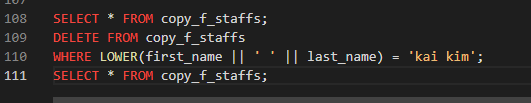 108 SELECT * FROM copy_f_staffs;
109 DELETE FROM copy_f_staffs
110 WHERE LOWER(first_name || ' ' || last_name) = 'kai kim';
111 SELECT * FROM copy_f_staffs;